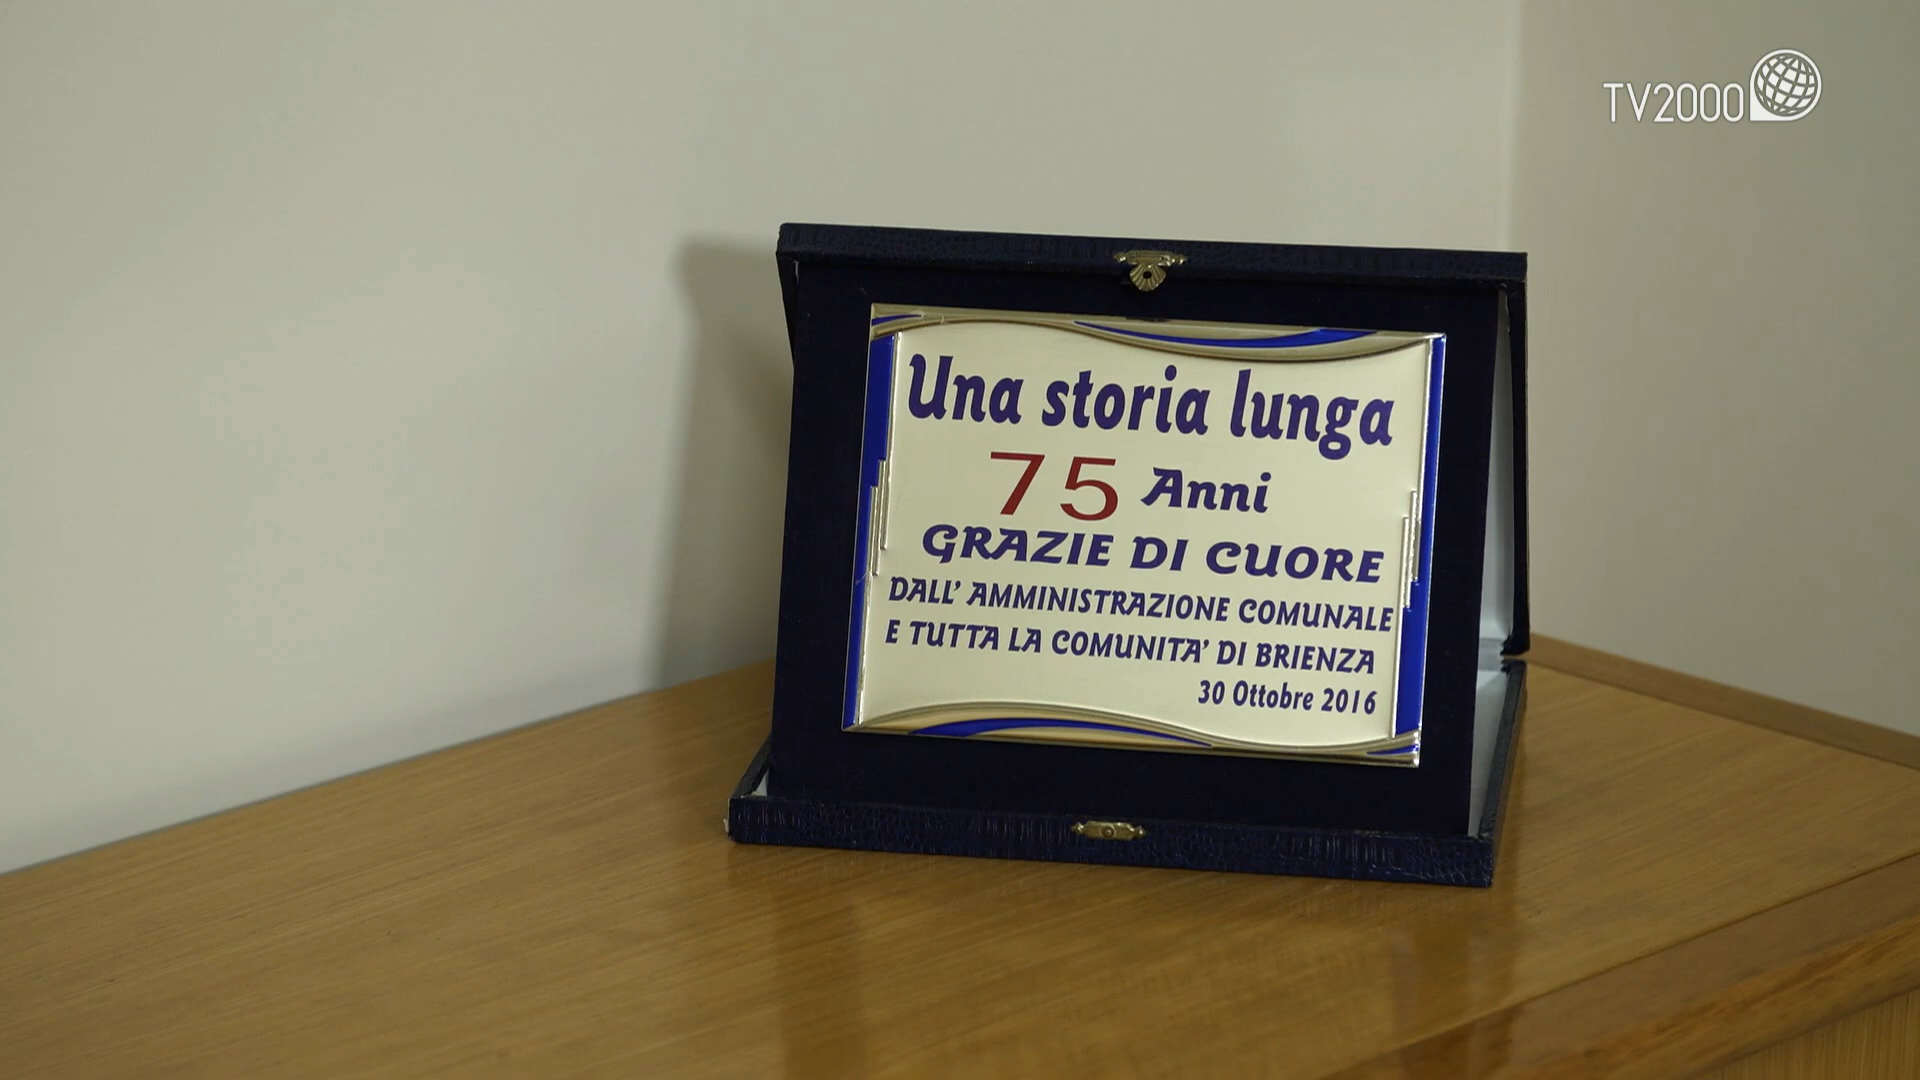 TV2000
Una storia lunga
75 Anni
GRAZIE DI CUORE
DALL' AMMINISTRAZIONE COMUNALE
E TUTTA LA COMUNITA' DI BRIENZA
30 Ottobre 2016